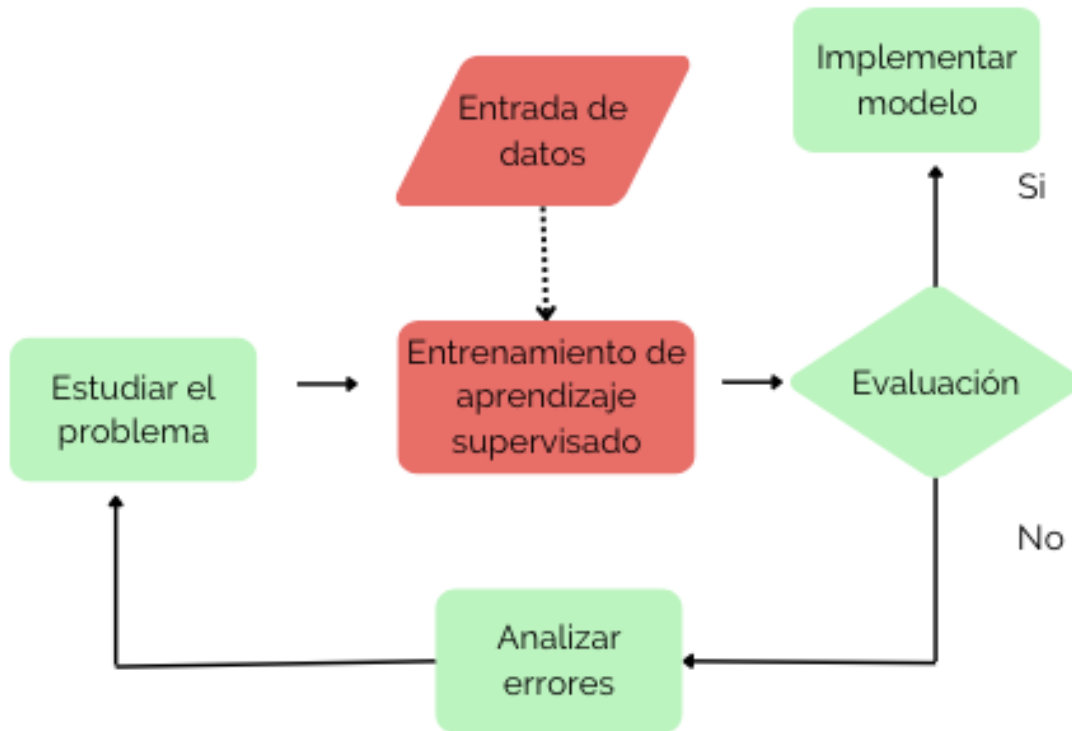 Implementar
modelo
Entrada de
datos
Si
Estudiar el
problema
Entrenamiento de
aprendizaje
supervisado
Evaluación
No
Analizar
errores